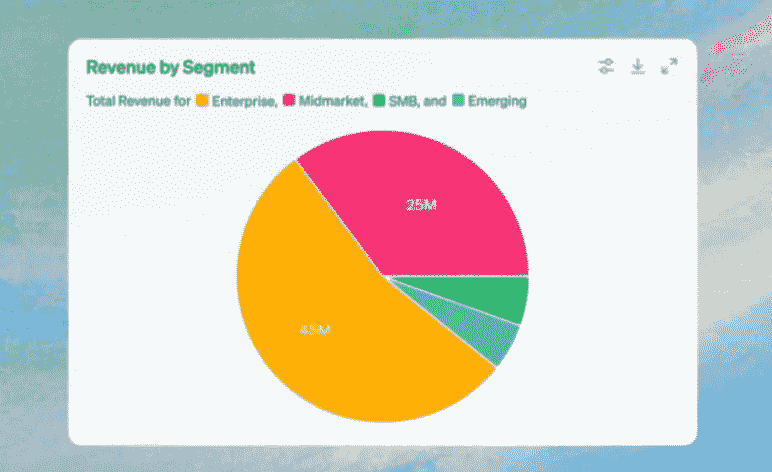 Revenue by Segment
Total Revenue for Enterprise, Midmarket, SMB, and Emerging
25M